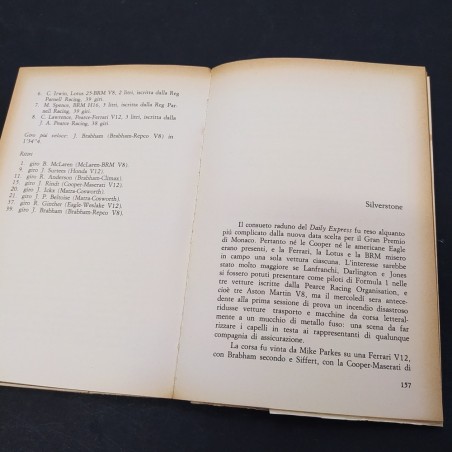 6. C. Irwin, Lotus 25-BRM V8, 2 litri, iscritta dalla Reg
Parnell Racing. 39 giri.
7. M. Spence, BRM H16, 3 litri, iscritta dalla Reg Par-
nell Racing. 39 giri.
8. C. Lawrence, Pearce-Ferrari V12, 3 litri, iscritta dalla
J. A. Pearce Racing. 38 giri.
Giro più veloce: J. Brabham (Brabham-Repco V8) in
Ritiri
1. giro B. McLaren (McLaren-BRM V8).
giro J. Surtees (Honda V12).
giro R. Anderson (Brabham-Climax).
giro J. Rindt (Cooper-Maserati V12).
giro J. Ickx (Matra-Cosworth).
giro J. P. Beltoise (Matra-Cosworth).
giro R. Ginther (Eagle-Weslake V12).
giro J. Brabham (Brabham-Repco V8).
Silverstone
Il consueto raduno del Daily Express fu reso alquanto
più complicato dalla nuova data scelta per il Gran Premio
di Monaco. Pertanto né le Cooper né le americane Eagle
erano presenti, e la Ferrari, la Lotus e la BRM misero
in campo una sola vettura ciascuna. L'interesse sarebbe
stato molto maggiore se Lanfranchi, Darlington e Jones
si fossero potuti presentare come piloti di Formula 1 nelle
tre vetture iscritte dalla Pearce Racing Organisation, e
cioè tre Aston Martin V8, ma il mercoledì sera antece-
dente alla prima sessione di prova un incendio disastroso
ridusse vetture trasporto e macchine da corsa letteral-
mente a un mucchio di metallo fuso: una scena da far
rizzare i capelli in testa ai rappresentanti di qualunque
compagnia di assicurazione.
La corsa fu vinta da Mike Parkes su una Ferrari V12,
con Brabham secondo e Siffert, con la Cooper-Maserati di
157